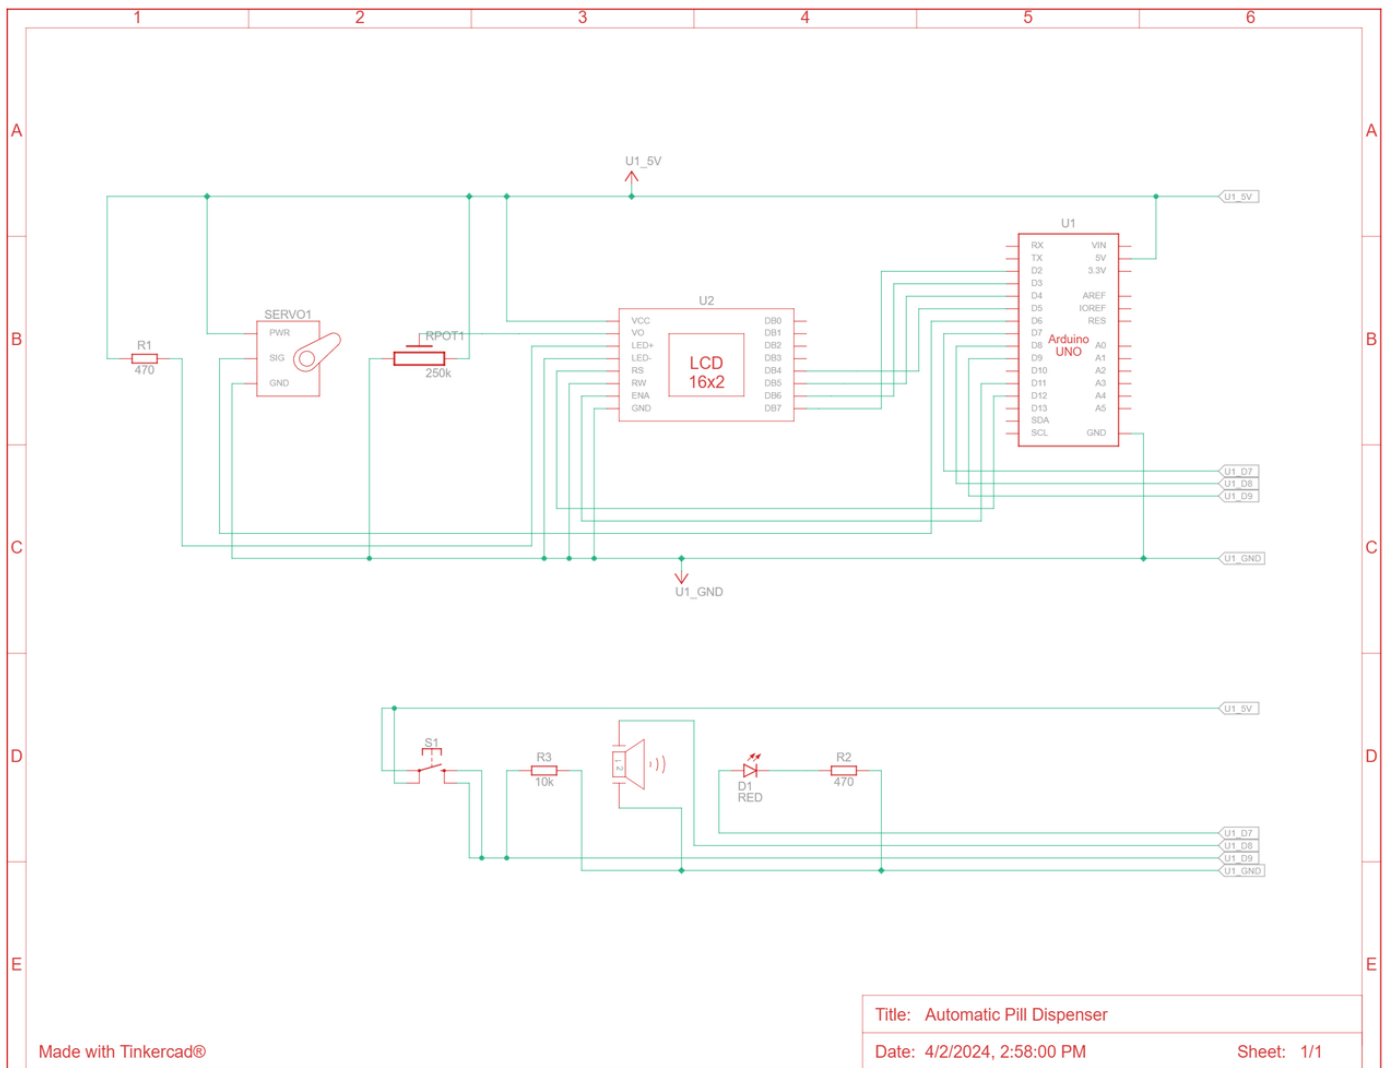 1 2 3 4 5 6
A A
U1_5V
U1_5V
U1
RX VIN
TX 5V
D2 3.3V
D3
D4 AREF
D5 IOREF
D6 RES
D7
D8 A0
D9 A1
D10 A2
D11 A3
D12 A4
D13 A5
SDA
SCL GND
Arduino
UNO
U2
VCC DB0
VO DB1
LED+ DB2
LED- DB3
RS DB4
RW DB5
ENA DB6
GND DB7
LCD
16x2
SERVO1
PWR
SIG
GND
RPOT1
250k
R1
470
B B
U1_D7
U1_D8
U1_D9
C C
U1_GND
U1_GND
U1_5V
S1
R3
10k
1 2
D1
RED
R2
470
D D
U1_D7
U1_D8
U1_D9
U1_GND
E E
Title: Automatic Pill Dispenser
Made with Tinkercad®
Date: 4/2/2024, 2:58:00 PM Sheet: 1/1